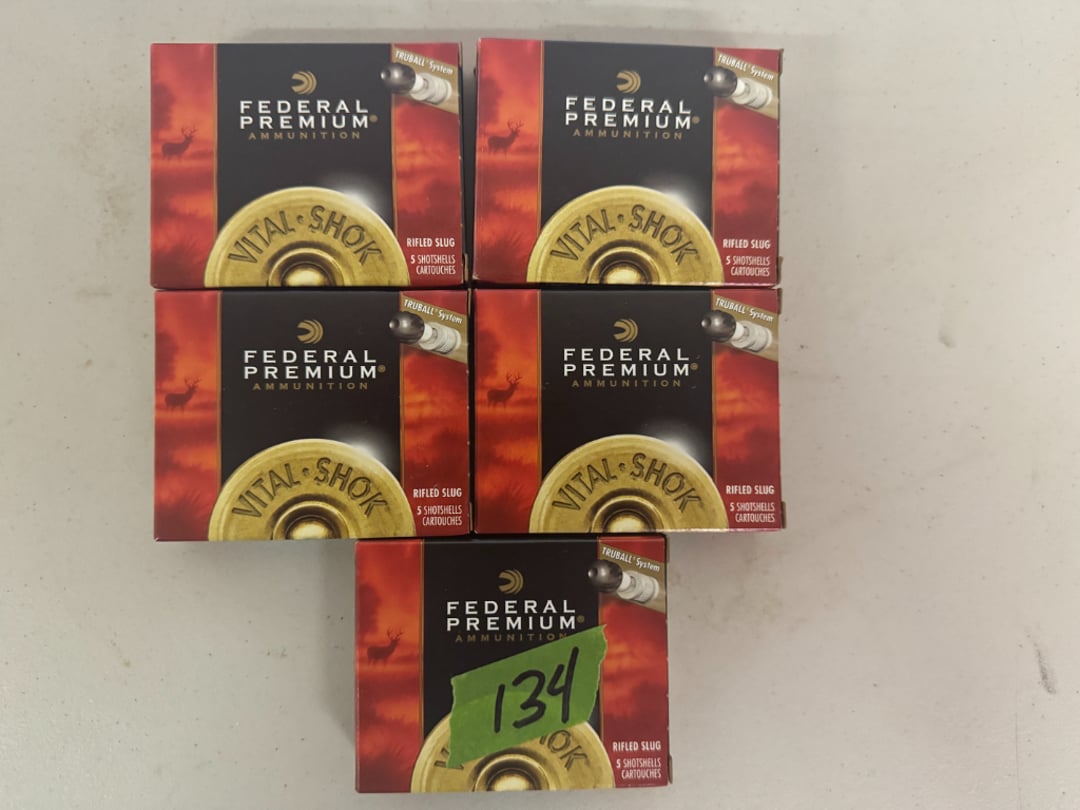 TRUBALL® System
FEDERAL
PREMIUM®
AMMUNITION
VITAL·SHOK
RIFLED SLUG
5 SHOTSHELLS
CARTOUCHES
TRUBALL® System
FEDERAL
PREMIUM®
AMMUNITION
VITAL·SHOK
RIFLED SLUG
5 SHOTSHELLS
CARTOUCHES
TRUBALL® System
FEDERAL
PREMIUM®
AMMUNITION
VITAL·SHOK
RIFLED SLUG
5 SHOTSHELLS
CARTOUCHES
TRUBALL® System
FEDERAL
PREMIUM®
AMMUNITION
VITAL·SHOK
RIFLED SLUG
5 SHOTSHELLS
CARTOUCHES
TRUBALL® System
FEDERAL
PREMIUM®
AMMUNITION
134
RIFLED SLUG
5 SHOTSHELLS
CARTOUCHES